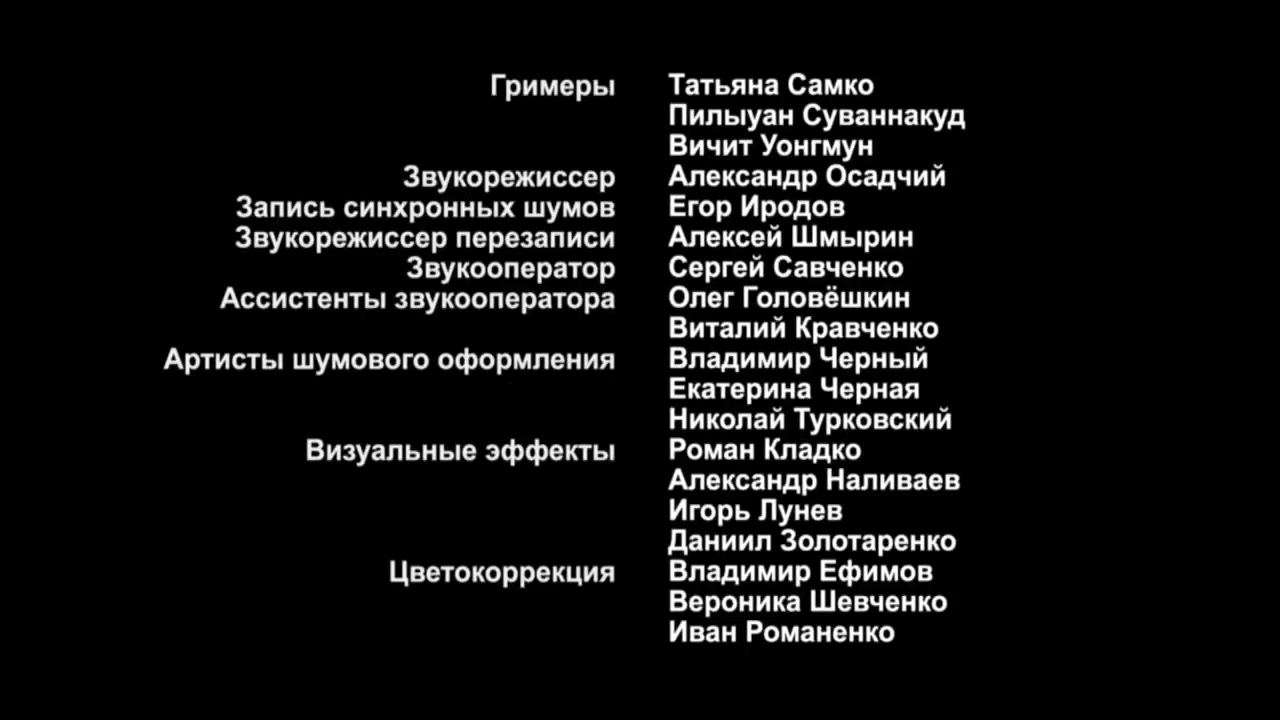 Гримеры Татьяна Самко
Пилыуан Суваннакуд
Вичит Уонгмун
Звукорежиссер Александр Осадчий
Запись синхронных шумов Егор Иродов
Звукорежиссер перезаписи Алексей Шмырин
Звукооператор Сергей Савченко
Ассистенты звукооператора Олег Головёшкин
Виталий Кравченко
Артисты шумового оформления Владимир Черный
Екатерина Черная
Николай Турковский
Визуальные эффекты Роман Кладко
Александр Наливаев
Игорь Лунев
Даниил Золотаренко
Цветокоррекция Владимир Ефимов
Вероника Шевченко
Иван Романенко